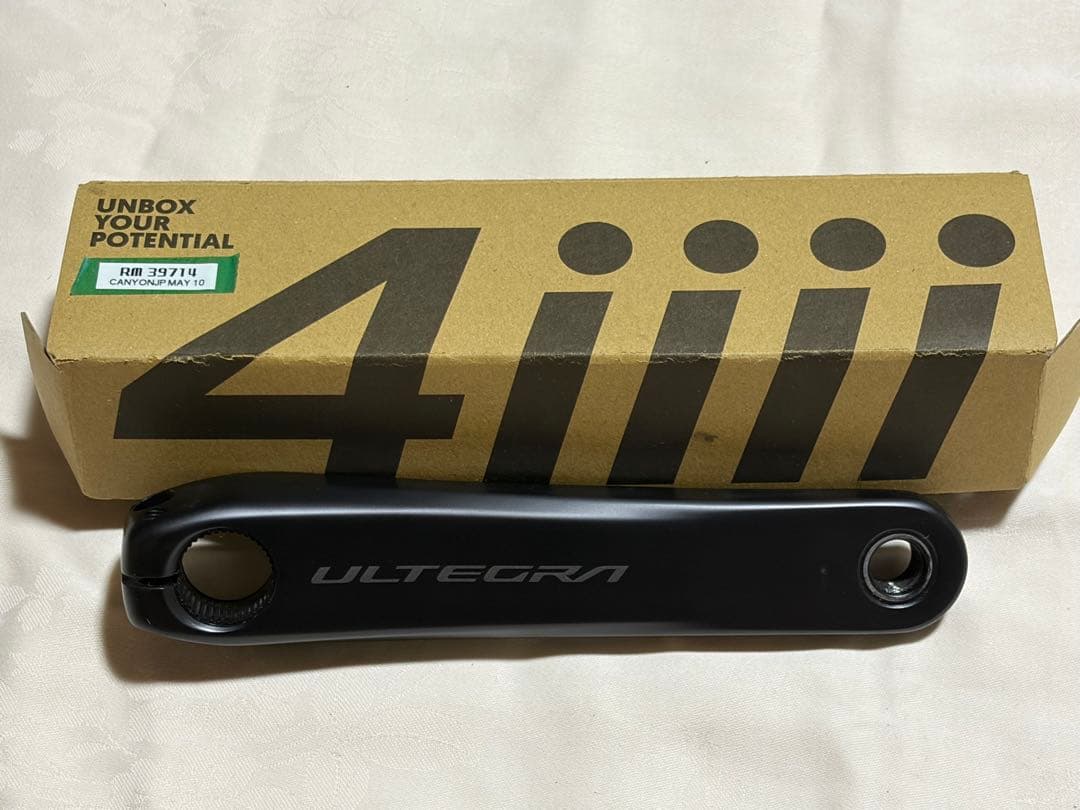 UNBOX
YOUR
POTENTIAL
RM 39714
CANYONJP MAY 10
4iiii
ULTEGRA